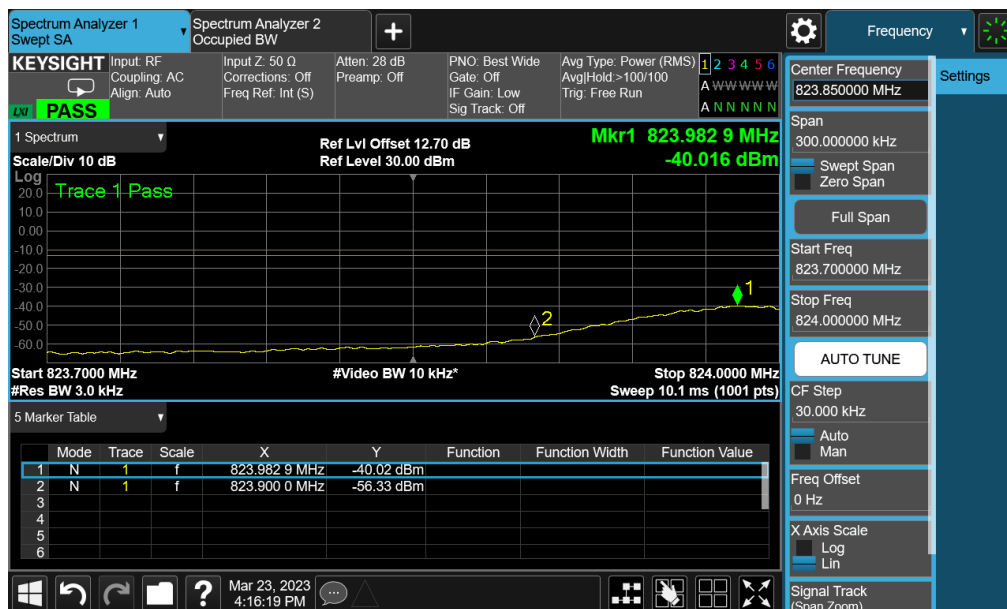 Spectrum Analyzer 1
Swept SA
Spectrum Analyzer 2
Occupied BW
Frequency
KEYSIGHT
Input: RF
Coupling: AC
Align: Auto
Input Z: 50 Ω
Corrections: Off
Freq Ref: Int (S)
Atten: 28 dB
Preamp: Off
PNO: Best Wide
Gate: Off
IF Gain: Low
Sig Track: Off
Avg Type: Power (RMS)
Avg|Hold:>100/100
Trig: Free Run
1 2 3 4 5 6
A W W W W W
A N N N N N
LXI
PASS
1 Spectrum
Scale/Div 10 dB
Ref Lvl Offset 12.70 dB
Ref Level 30.00 dBm
Mkr1 823.982 9 MHz
-40.016 dBm
Log
Trace 1 Pass
20.0
10.0
0.00
-10.0
-20.0
-30.0
-40.0
-50.0
-60.0
1
2
Start 823.7000 MHz
#Res BW 3.0 kHz
#Video BW 10 kHz*
Stop 824.0000 MHz
Sweep 10.1 ms (1001 pts)
5 Marker Table
Mode Trace Scale X Y Function Function Width Function Value
1 N 1 f 823.982 9 MHz -40.02 dBm
2 N 1 f 823.900 0 MHz -56.33 dBm
3
4
5
6
Center Frequency
823.850000 MHz
Settings
Span
300.000000 kHz
Swept Span
Zero Span
Full Span
Start Freq
823.700000 MHz
Stop Freq
824.000000 MHz
AUTO TUNE
CF Step
30.000 kHz
Auto
Man
Freq Offset
0 Hz
X Axis Scale
Log
Lin
Signal Track
(Span Zoom)
?
Mar 23, 2023
4:16:19 PM